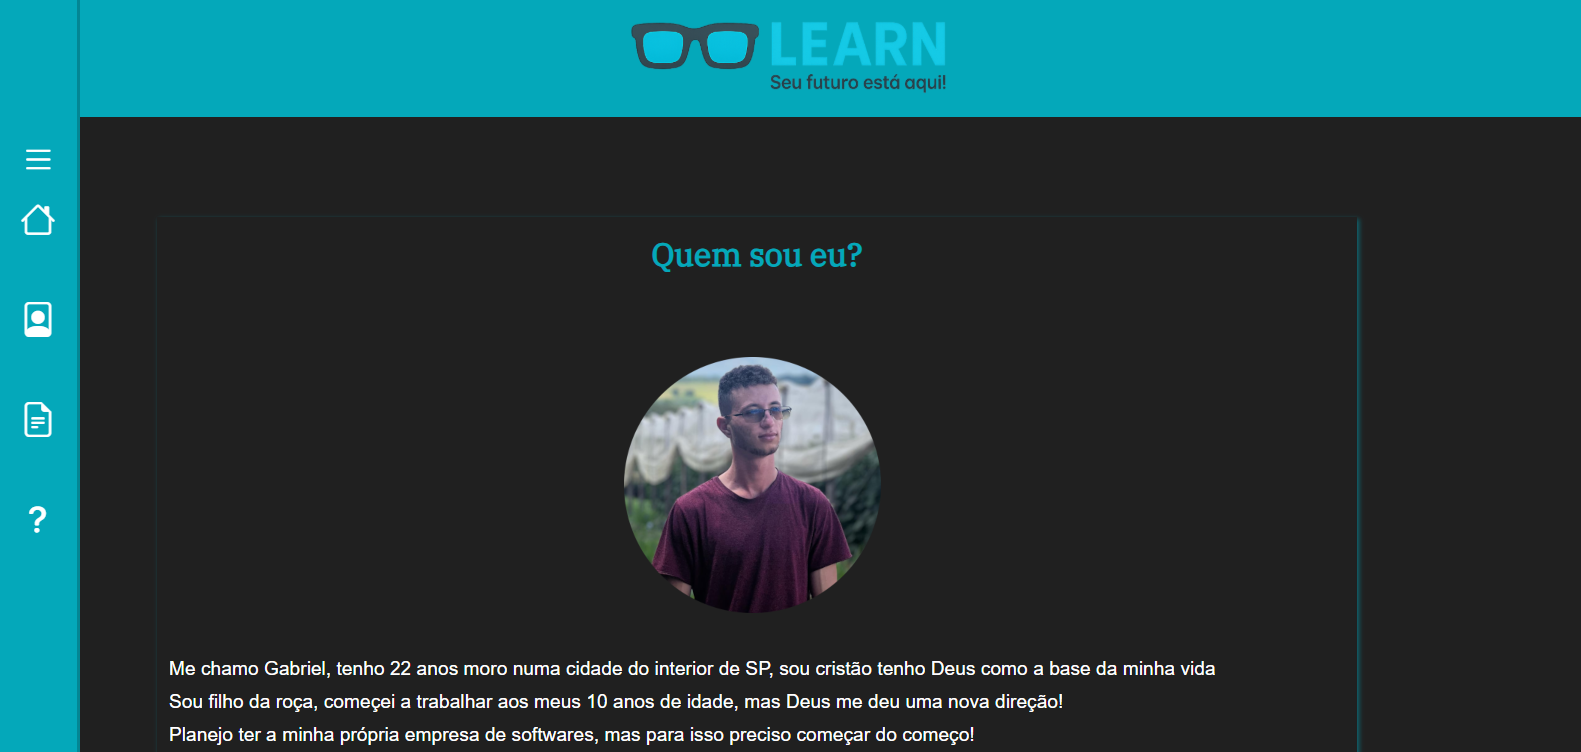 LEARN
Seu futuro está aqui!
Quem sou eu?
Me chamo Gabriel, tenho 22 anos moro numa cidade do interior de SP, sou cristão tenho Deus como a base da minha vida
Sou filho da roça, começei a trabalhar aos meus 10 anos de idade, mas Deus me deu uma nova direção!
Planejo ter a minha própria empresa de softwares, mas para isso preciso começar do começo!
?